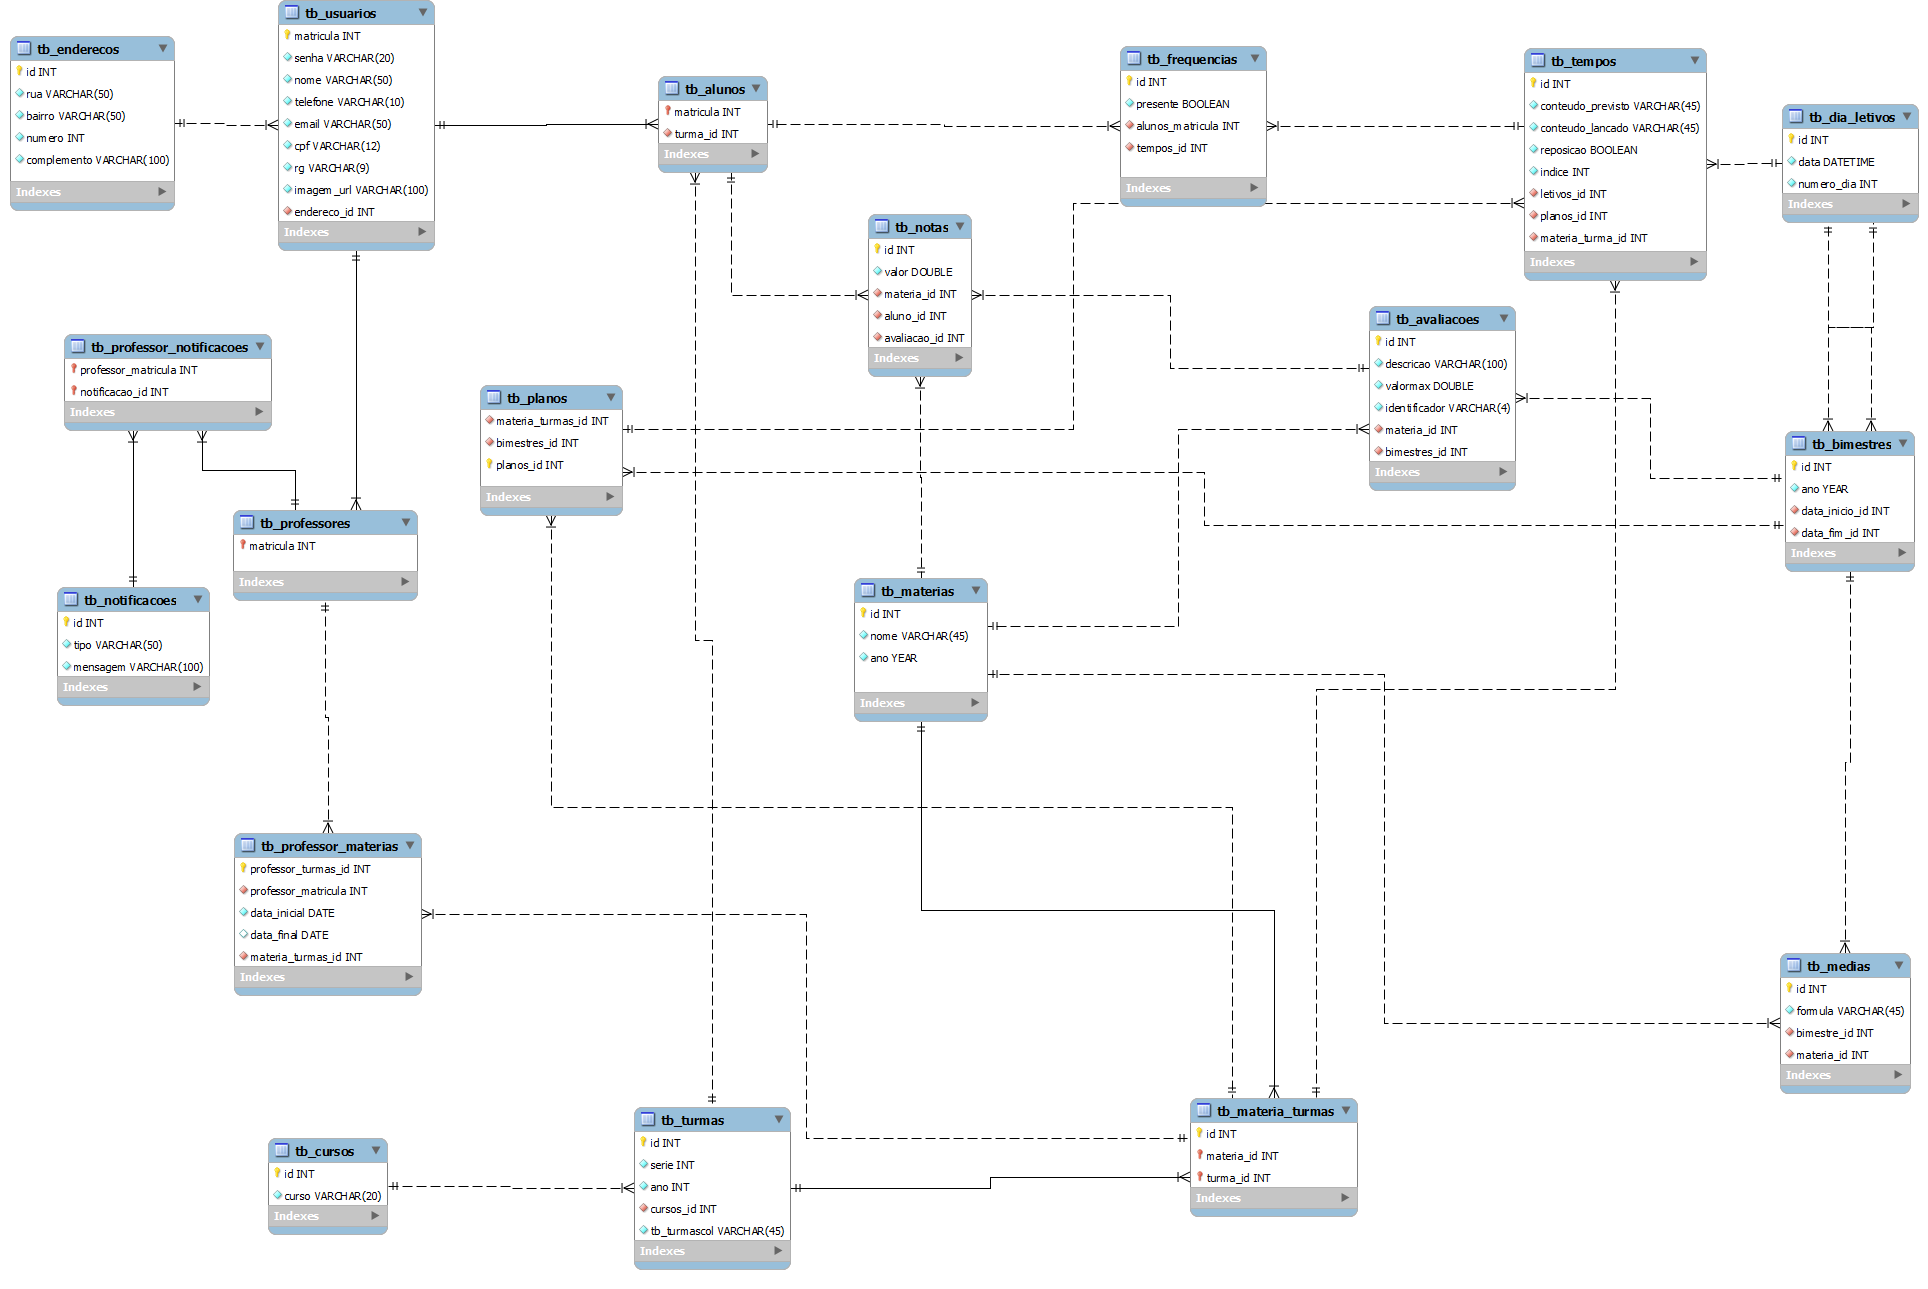 tb_enderecos
id INT
rua VARCHAR(50)
bairro VARCHAR(50)
numero INT
complemento VARCHAR(100)
Indexes
tb_usuarios
matricula INT
senha VARCHAR(20)
nome VARCHAR(50)
telefone VARCHAR(10)
email VARCHAR(50)
cpf VARCHAR(12)
rg VARCHAR(9)
imagem_url VARCHAR(100)
endereco_id INT
Indexes
tb_alunos
matricula INT
turma_id INT
Indexes
tb_frequencias
id INT
presente BOOLEAN
alunos_matricula INT
tempos_id INT
Indexes
tb_tempos
id INT
conteudo_previsto VARCHAR(45)
conteudo_lancado VARCHAR(45)
reposicao BOOLEAN
indice INT
letivos_id INT
planos_id INT
materia_turma_id INT
Indexes
tb_dia_letivos
id INT
data DATETIME
numero_dia INT
Indexes
tb_notas
id INT
valor DOUBLE
materia_id INT
aluno_id INT
avaliacao_id INT
Indexes
tb_avaliacoes
id INT
descricao VARCHAR(100)
valormax DOUBLE
identificador VARCHAR(4)
materia_id INT
bimestres_id INT
Indexes
tb_professor_notificacoes
professor_matricula INT
notificacao_id INT
Indexes
tb_planos
materia_turmas_id INT
bimestres_id INT
planos_id INT
Indexes
tb_bimestres
id INT
ano YEAR
data_inicio_id INT
data_fim_id INT
Indexes
tb_professores
matricula INT
Indexes
tb_notificacoes
id INT
tipo VARCHAR(50)
mensagem VARCHAR(100)
Indexes
tb_materias
id INT
nome VARCHAR(45)
ano YEAR
Indexes
tb_professor_materias
professor_turmas_id INT
professor_matricula INT
data_inicial DATE
data_final DATE
materia_turmas_id INT
Indexes
tb_medias
id INT
formula VARCHAR(45)
bimestre_id INT
materia_id INT
Indexes
tb_cursos
id INT
curso VARCHAR(20)
Indexes
tb_turmas
id INT
serie INT
ano INT
cursos_id INT
tb_turmascol VARCHAR(45)
Indexes
tb_materia_turmas
id INT
materia_id INT
turma_id INT
Indexes